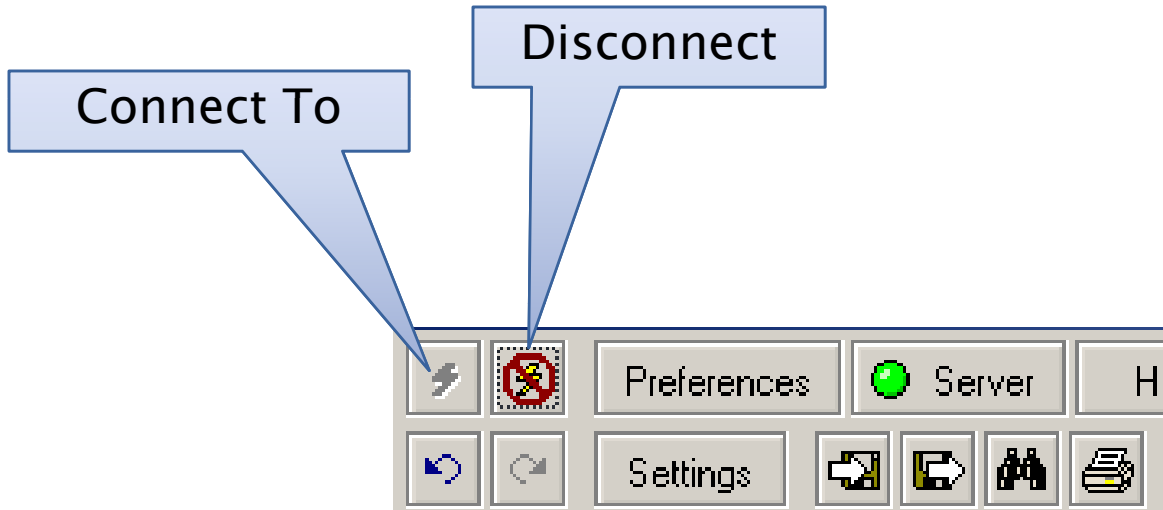 Disconnect
Connect To
Preferences
Server
H
Settings